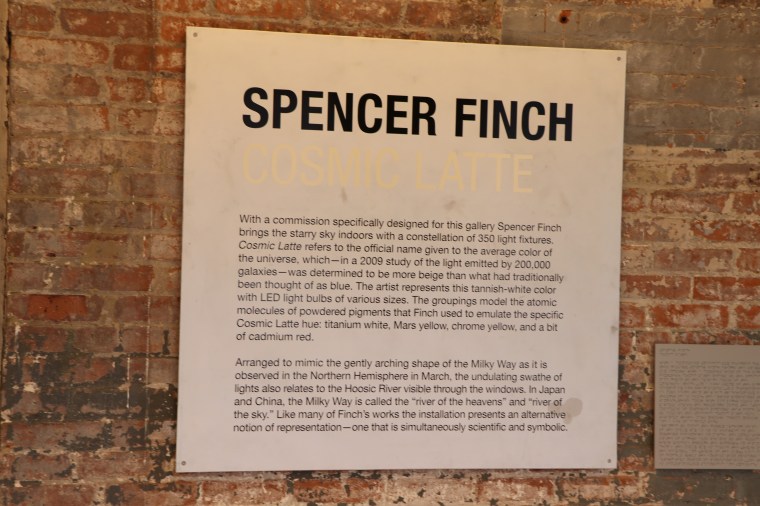 SPENCER FINCH
COSMIC LATTE
With a commission specifically designed for this gallery Spencer Finch
brings the starry sky indoors with a constellation of 350 light fixtures.
Cosmic Latte refers to the official name given to the average color of
the universe, which—in a 2009 study of the light emitted by 200,000
galaxies—was determined to be more beige than what had traditionally
been thought of as blue. The artist represents this tannish-white color
with LED light bulbs of various sizes. The groupings model the atomic
molecules of powdered pigments that Finch used to emulate the specific
Cosmic Latte hue: titanium white, Mars yellow, chrome yellow, and a bit
of cadmium red.
Arranged to mimic the gently arching shape of the Milky Way as it is
observed in the Northern Hemisphere in March, the undulating swathe of
lights also relates to the Hoosic River visible through the windows. In Japan
and China, the Milky Way is called the “river of the heavens” and “river of
the sky.” Like many of Finch’s works the installation presents an alternative
notion of representation—one that is simultaneously scientific and symbolic.